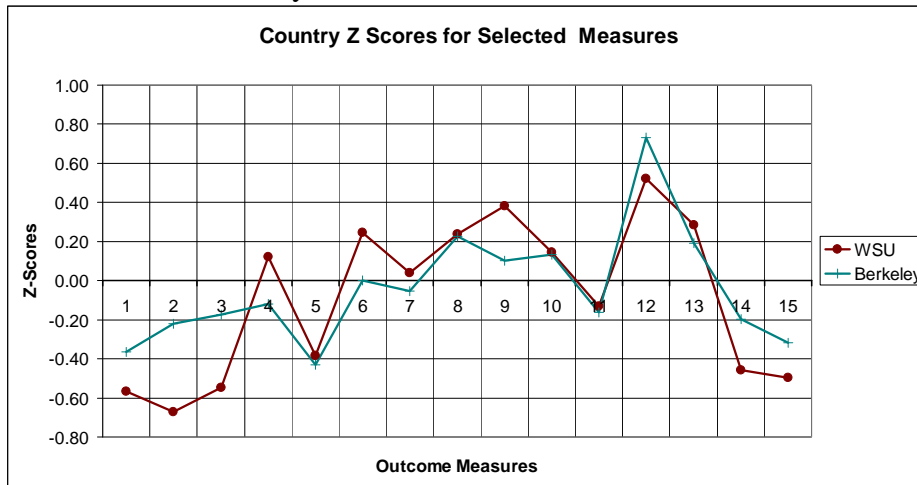 Country Z Scores for Selected  Measures
1.00
0.80
0.60
0.40
0.20
0.00
-0.20
-0.40
-0.60
-0.80
Z-Scores
1 2 3 4 5 6 7 8 9 10 11 12 13 14 15
Outcome Measures
WSU
Berkeley